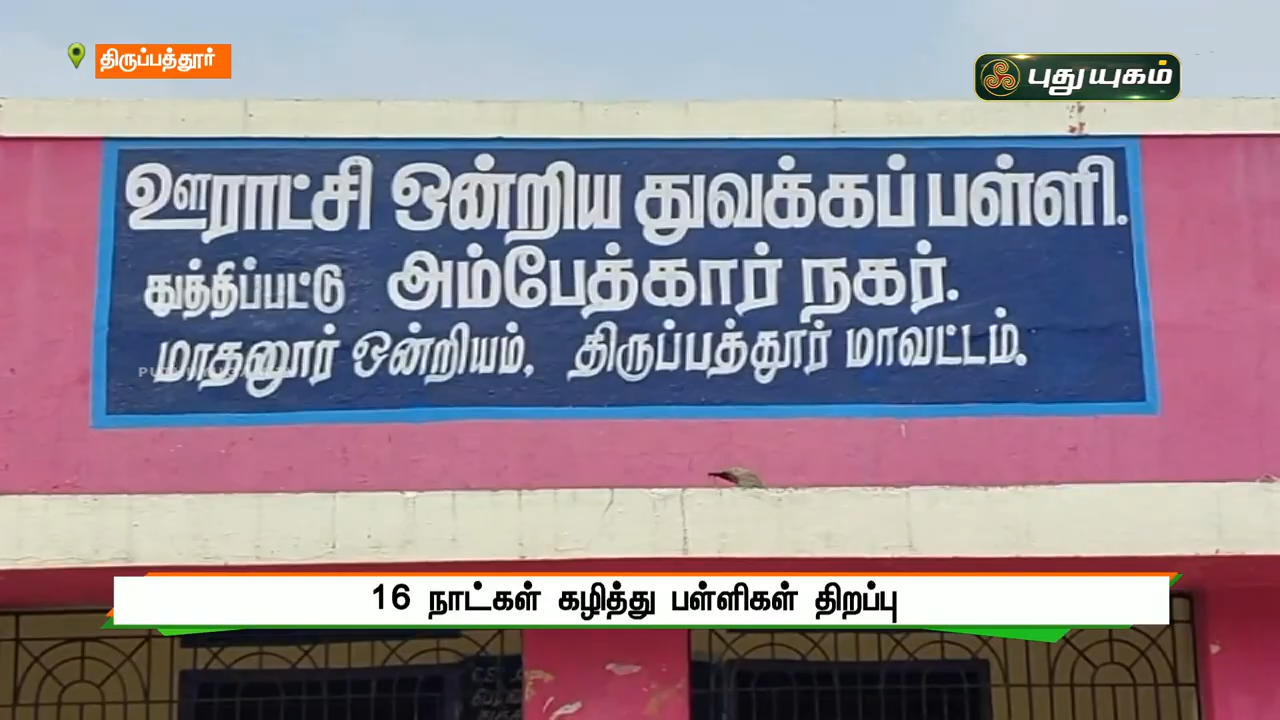 திருப்பத்தூர்
புதுயுகம்
ஊராட்சி ஒன்றிய துவக்கப் பள்ளி.
குத்திப்பட்டு அம்பேத்கார் நகர்.
மாதனூர் ஒன்றியம், திருப்பத்தூர் மாவட்டம்.
16 நாட்கள் கழித்து பள்ளிகள் திறப்பு